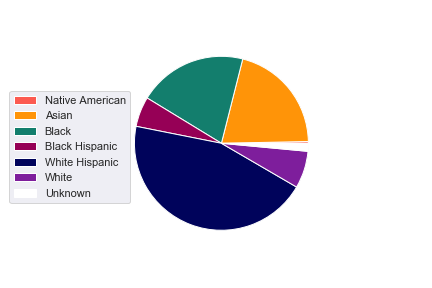 Native American
Asian
Black
Black Hispanic
White Hispanic
White
Unknown